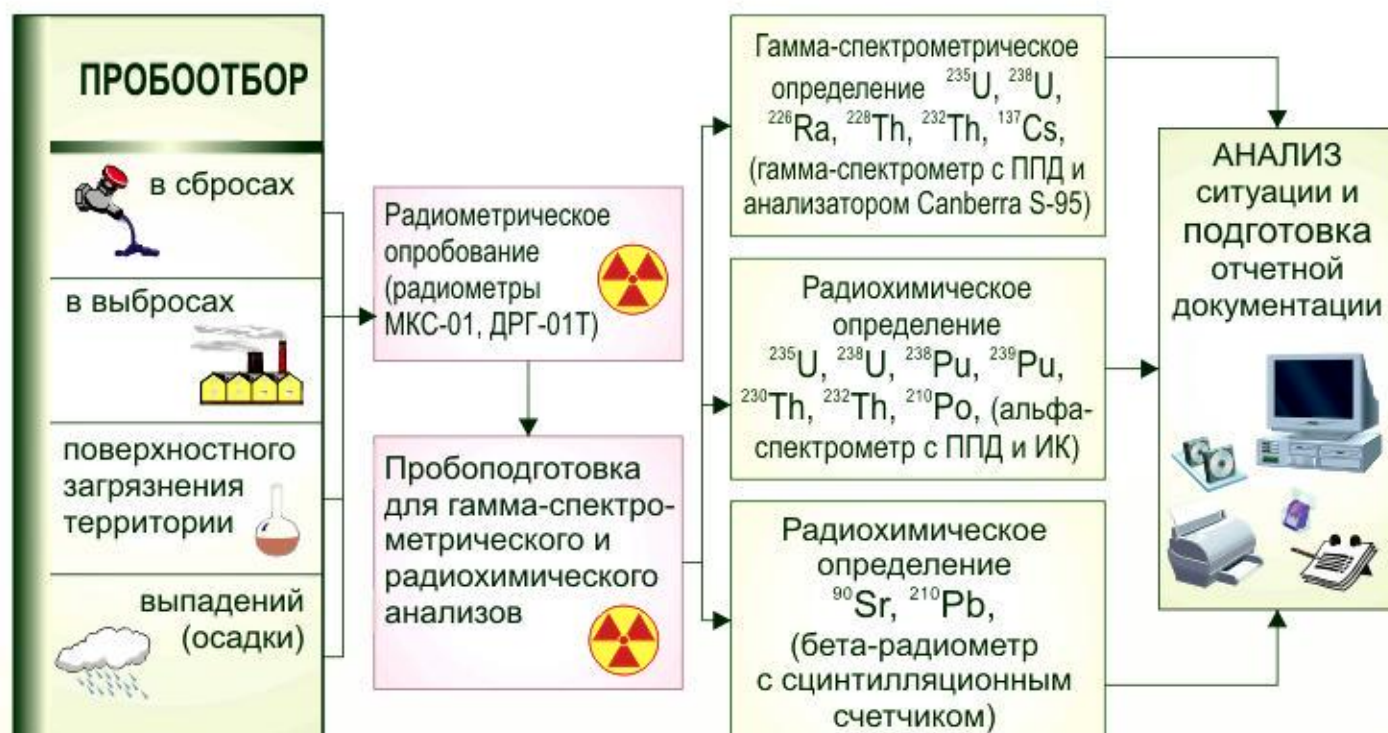 ПРОБООТБОР
в сбросах
в выбросах
поверхностного
загрязнения
территории
выпадений
(осадки)
Радиометрическое
опробование
(радиометры
МКС-01, ДРГ-01Т)
Пробоподготовка
для гамма-спектро-
метрического и
радиохимического
анализов
Гамма-спектрометрическое
определение ²³⁵U, ²³⁸U,
²²⁶Ra, ²²⁸Th, ²³²Th, ¹³⁷Cs,
(гамма-спектрометр с ППД и
анализатором Canberra S-95)
Радиохимическое
определение
²³⁵U, ²³⁸U, ²³⁸Pu, ²³⁹Pu,
²³⁰Th, ²³²Th, ²¹⁰Po, (альфа-
спектрометр с ППД и ИК)
Радиохимическое
определение
⁹⁰Sr, ²¹⁰Pb,
(бета-радиометр
с сцинтилляционным
счетчиком)
АНАЛИЗ
ситуации и
подготовка
отчетной
документации